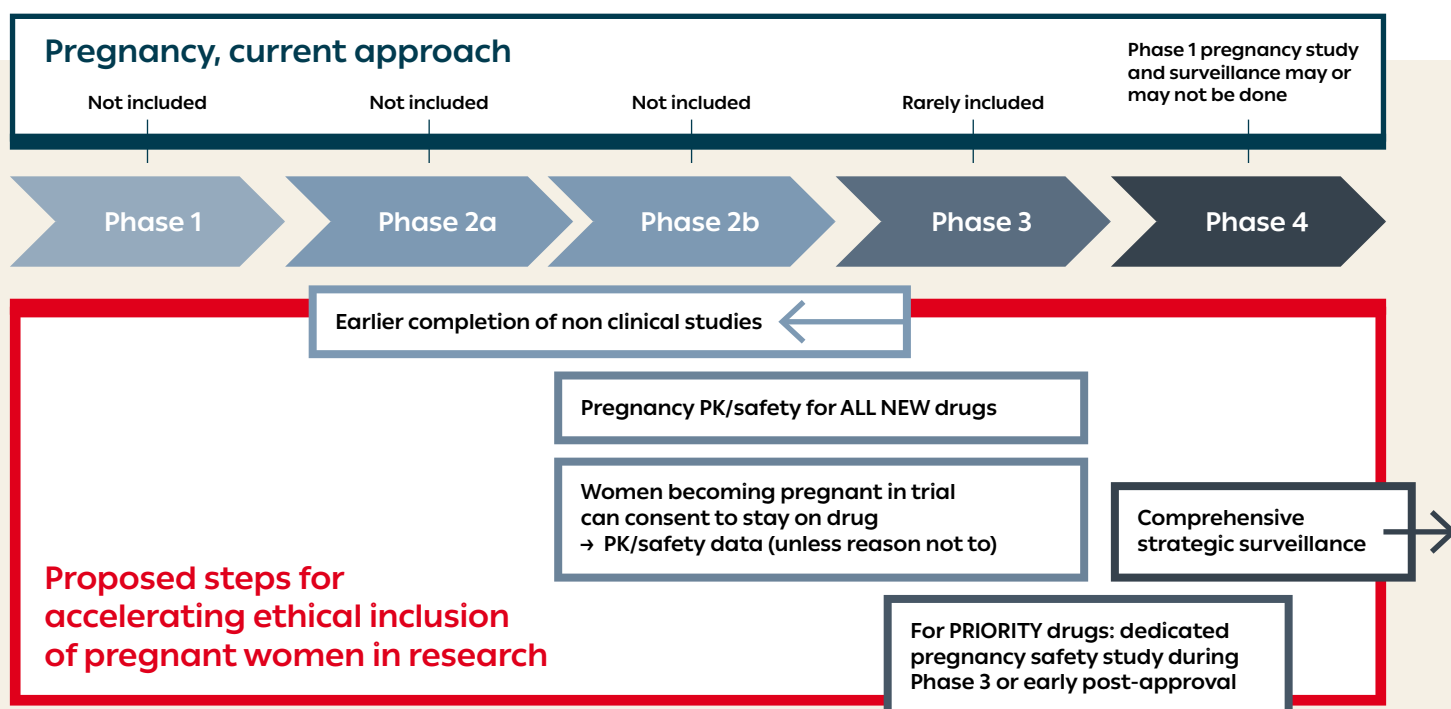 Pregnancy, current approach
Not included
Not included
Not included
Rarely included
Phase 1 pregnancy study
and surveillance may or
may not be done
Phase 1
Phase 2a
Phase 2b
Phase 3
Phase 4
Earlier completion of non clinical studies
Pregnancy PK/safety for ALL NEW drugs
Women becoming pregnant in trial
can consent to stay on drug
→ PK/safety data (unless reason not to)
Comprehensive
strategic surveillance
Proposed steps for
accelerating ethical inclusion
of pregnant women in research
For PRIORITY drugs: dedicated
pregnancy safety study during
Phase 3 or early post-approval